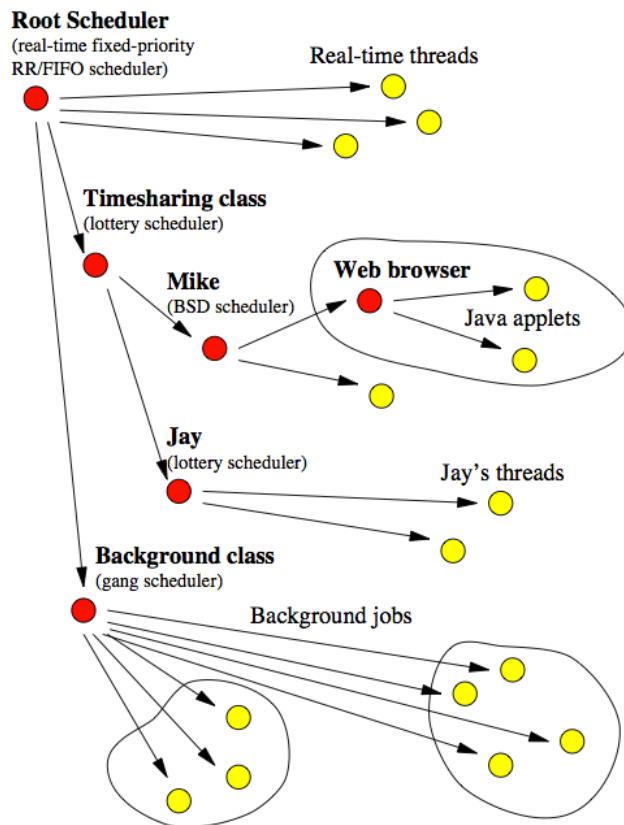 Root Scheduler
(real-time fixed-priority
RR/FIFO scheduler)
Real-time threads
Timesharing class
(lottery scheduler)
Mike
(BSD scheduler)
Web browser
Java applets
Jay
(lottery scheduler)
Jay's threads
Background class
(gang scheduler)
Background jobs